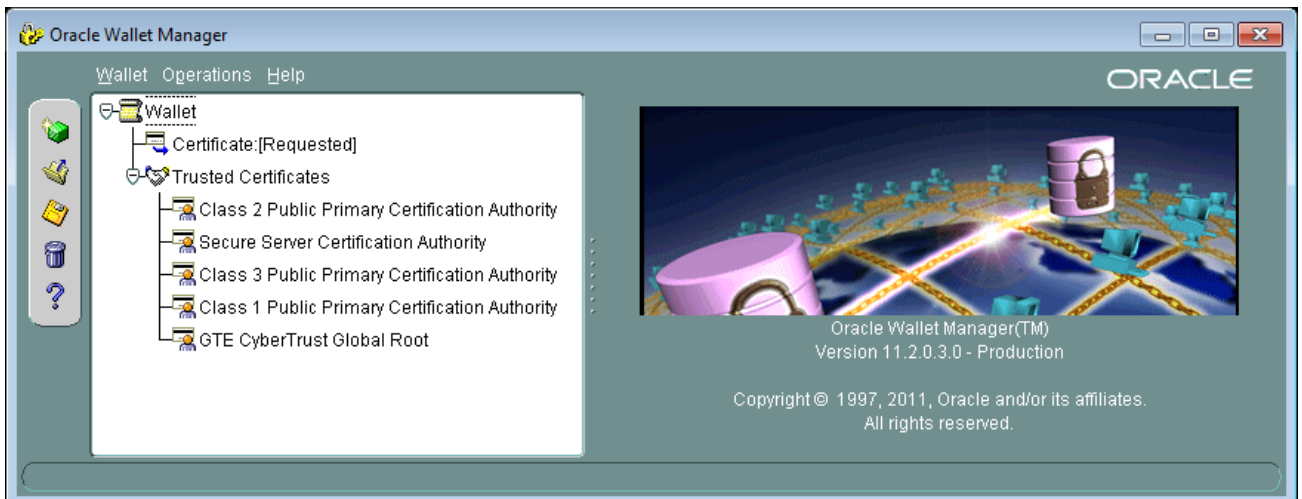 Oracle Wallet Manager
Wallet Operations Help
ORACLE
Wallet
Certificate:[Requested]
Trusted Certificates
Class 2 Public Primary Certification Authority
Secure Server Certification Authority
Class 3 Public Primary Certification Authority
Class 1 Public Primary Certification Authority
GTE CyberTrust Global Root
Oracle Wallet Manager(TM)
Version 11.2.0.3.0 - Production
Copyright © 1997, 2011, Oracle and/or its affiliates.
All rights reserved.